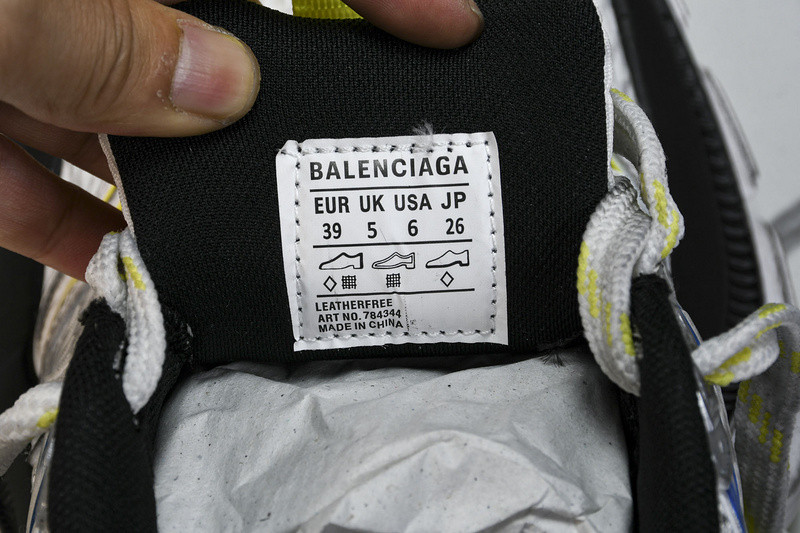 BALENCIAGA
EUR UK USA JP
39 5 6 26
LEATHERFREE
ART NO. 784344
MADE IN CHINA